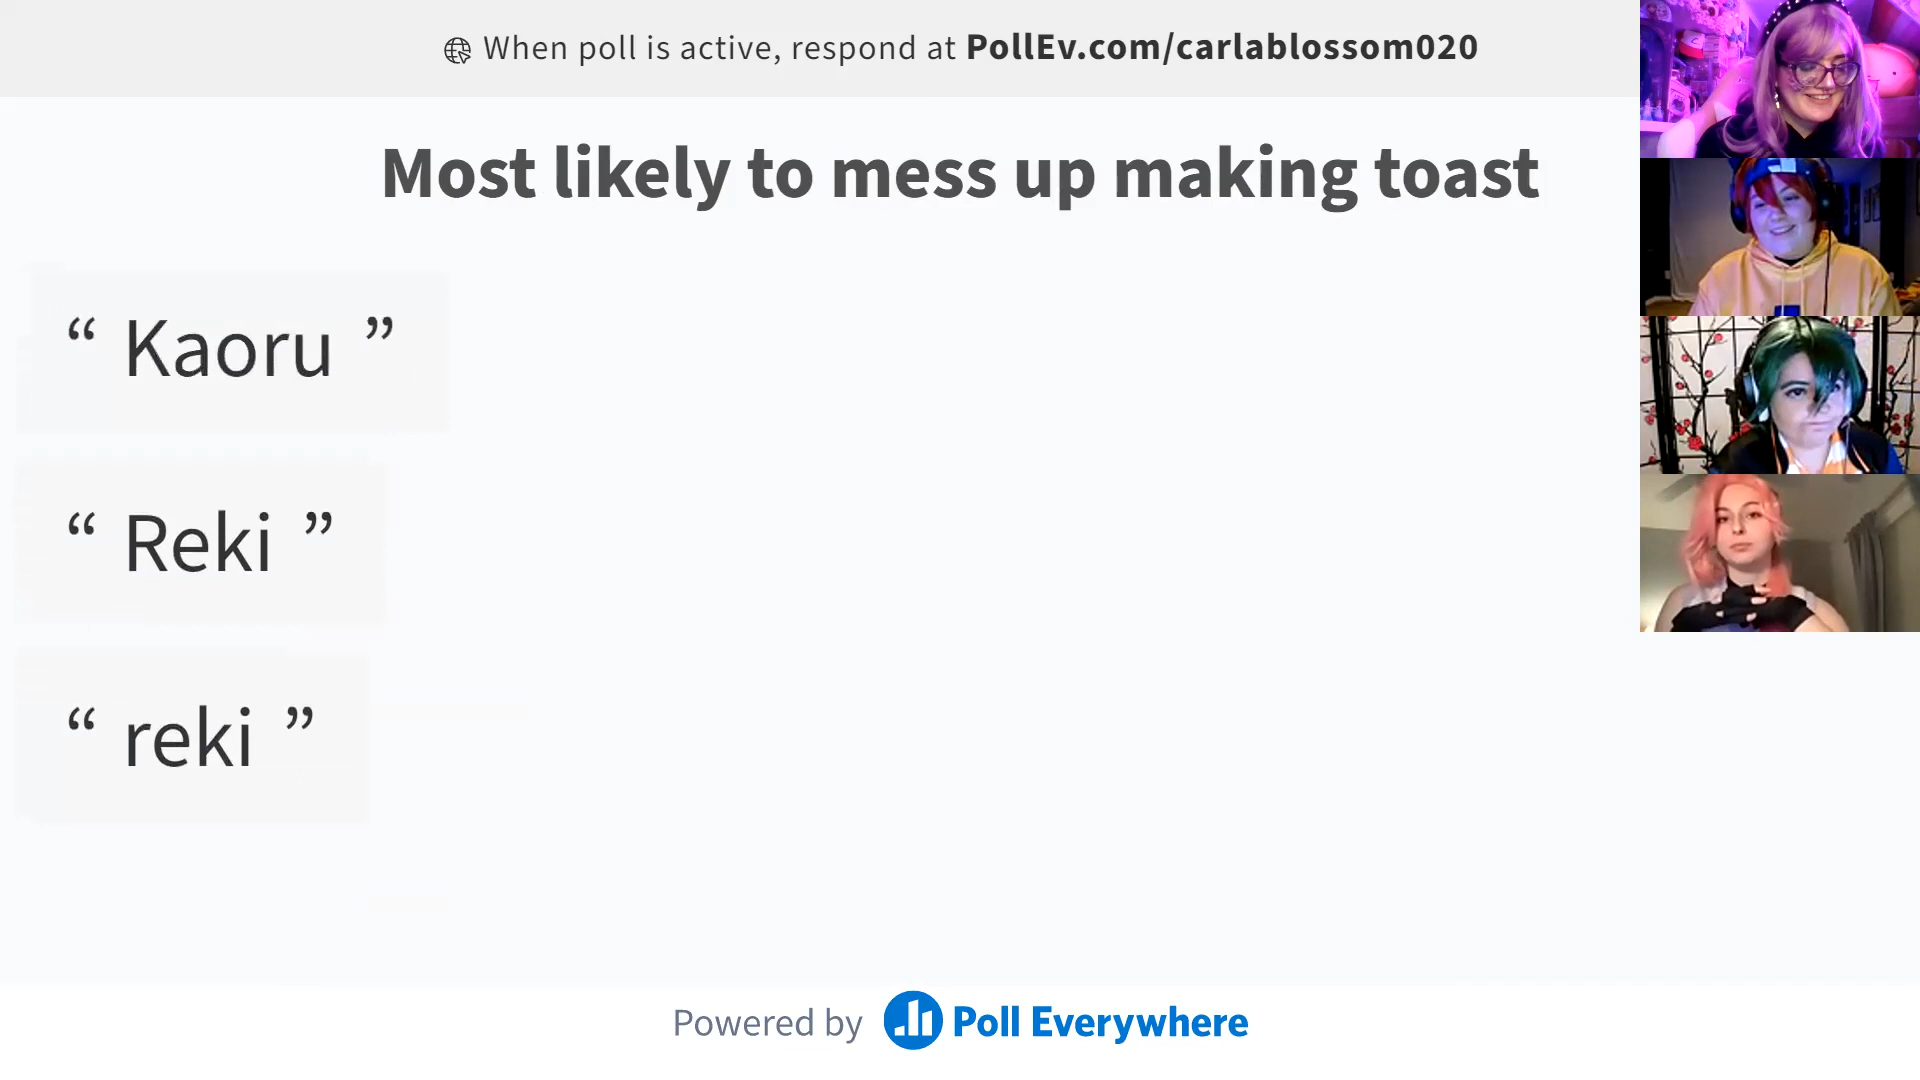 When poll is active, respond at PollEv.com/carlablossom020
Most likely to mess up making toast
“ Kaoru ”
“ Reki ”
“ reki ”
Powered by Poll Everywhere